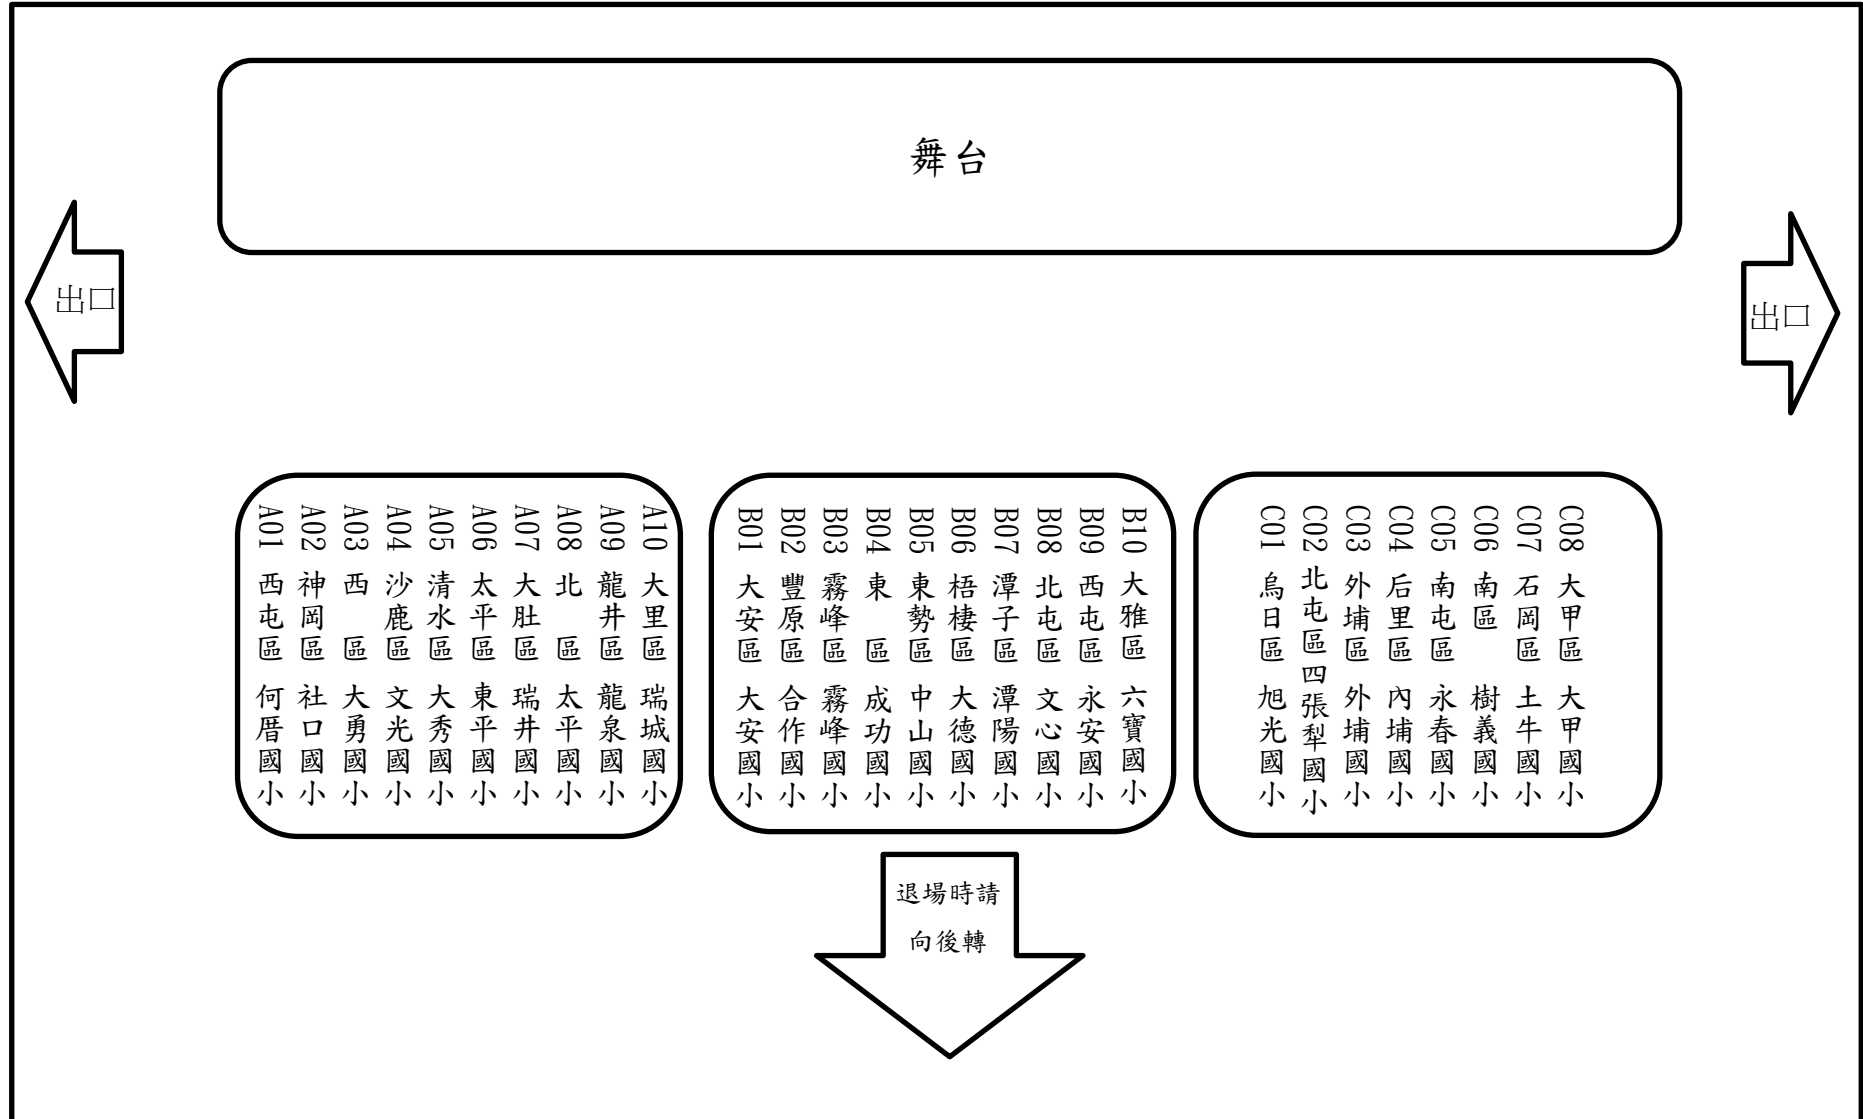 舞台
出口
出口
A01 西屯區 何厝國小
A02 神岡區 社口國小
A03 西　區 大勇國小
A04 沙鹿區 文光國小
A05 清水區 大秀國小
A06 太平區 東平國小
A07 大肚區 瑞井國小
A08 北　區 太平國小
A09 龍井區 龍泉國小
A10 大里區 瑞城國小
B01 大安區 大安國小
B02 豐原區 合作國小
B03 霧峰區 霧峰國小
B04 東　區 成功國小
B05 東勢區 中山國小
B06 梧棲區 大德國小
B07 潭子區 潭陽國小
B08 北屯區 文心國小
B09 西屯區 永安國小
B10 大雅區 六寶國小
C01 烏日區 旭光國小
C02 北屯區 四張犁國小
C03 外埔區 外埔國小
C04 后里區 內埔國小
C05 南屯區 永春國小
C06 南區 樹義國小
C07 石岡區 土牛國小
C08 大甲區 大甲國小
退場時請
向後轉